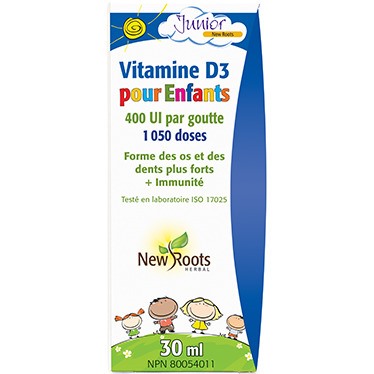 Junior
New Roots
Vitamine D3
pour Enfants
400 UI par goutte
1 050 doses
Forme des os et des
dents plus forts
+ Immunité
Testé en laboratoire ISO 17025
New Roots
HERBAL
30 ml
NPN 80054011